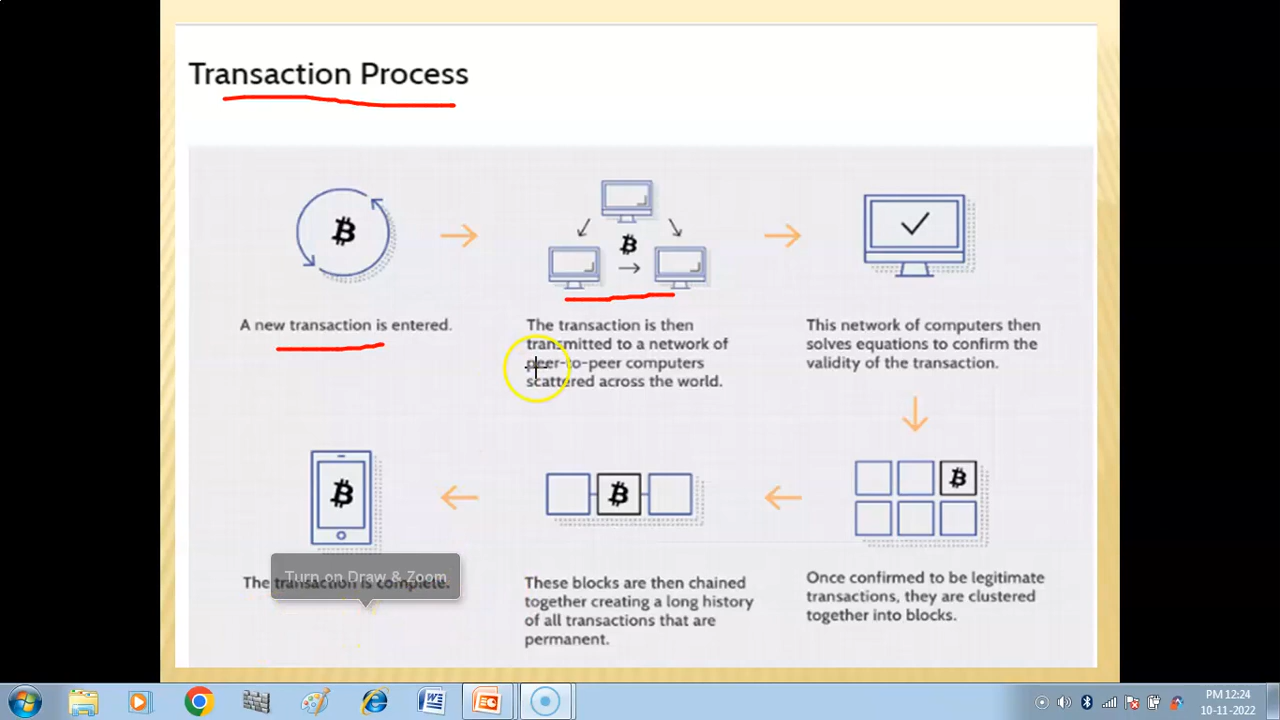 Transaction Process
A new transaction is entered.
The transaction is then
transmitted to a network of
peer-to-peer computers
scattered across the world.
This network of computers then
solves equations to confirm the
validity of the transaction.
Once confirmed to be legitimate
transactions, they are clustered
together into blocks.
These blocks are then chained
together creating a long history
of all transactions that are
permanent.
The transaction is complete.
Turn on Draw & Zoom
PM 12:24
10-11-2022